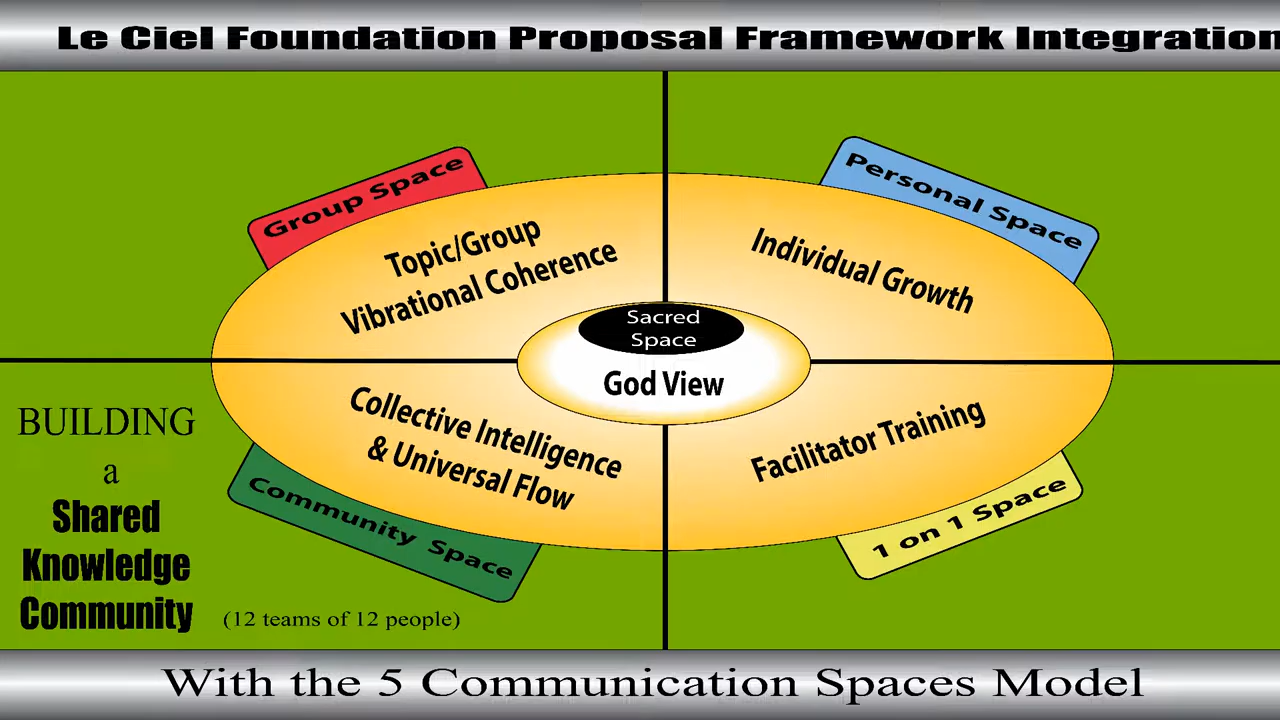 Le Ciel Foundation Proposal Framework Integration
Group Space
Personal Space
Topic/Group
Vibrational Coherence
Individual Growth
Sacred
Space
God View
Collective Intelligence
& Universal Flow
Facilitator Training
Community Space
1 on 1 Space
BUILDING
a
Shared
Knowledge
Community
(12 teams of 12 people)
With the 5 Communication Spaces Model